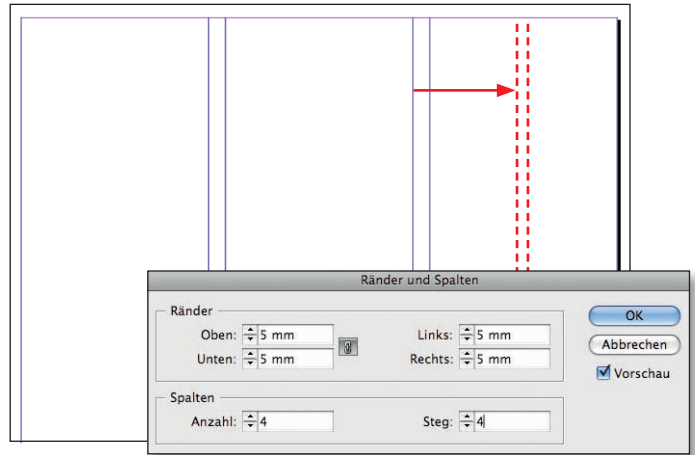 Ränder und Spalten
Ränder
Oben: 5 mm
Links: 5 mm
Unten: 5 mm
Rechts: 5 mm
Spalten
Anzahl: 4
Steg: 4
OK
Abbrechen
Vorschau